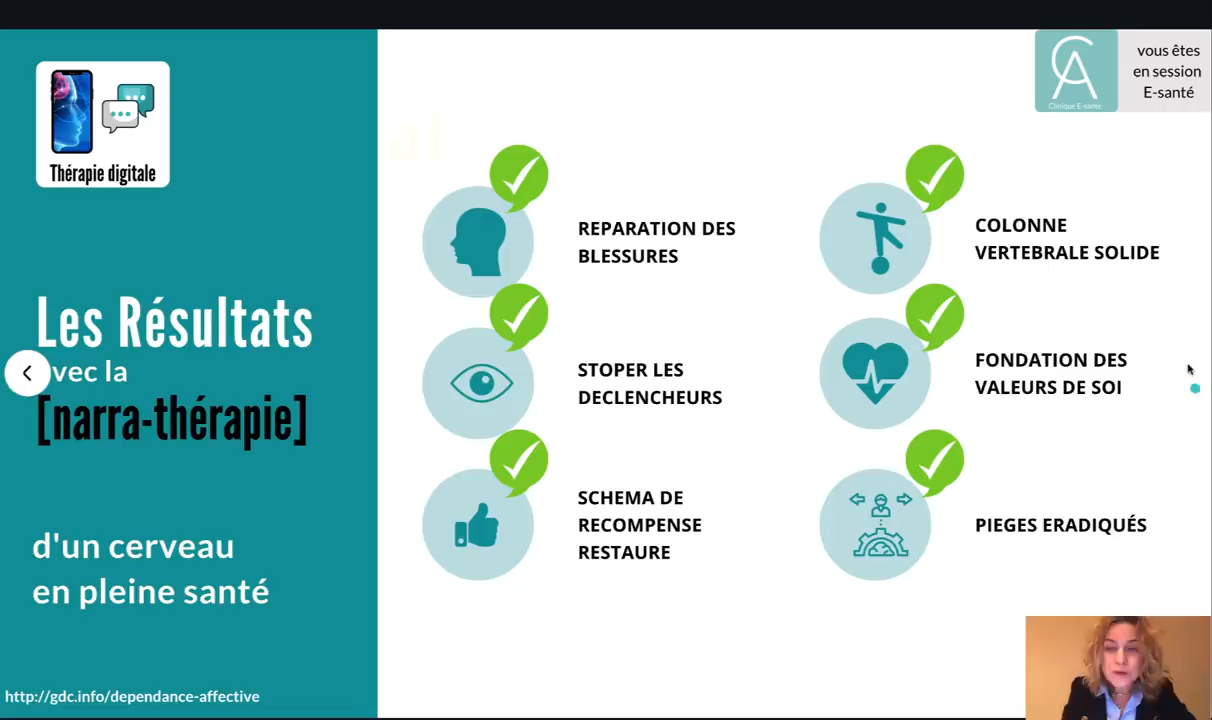 Thérapie digitale
Les Résultats
vec la
[narra-thérapie]
d'un cerveau
en pleine santé
http://gdc.info/dependance-affective
REPARATION DES
BLESSURES
STOPER LES
DECLENCHEURS
SCHEMA DE
RECOMPENSE
RESTAURE
COLONNE
VERTEBRALE SOLIDE
FONDATION DES
VALEURS DE SOI
PIEGES ERADIQUÉS
CA
Clinique E-sante
vous êtes
en session
E-santé